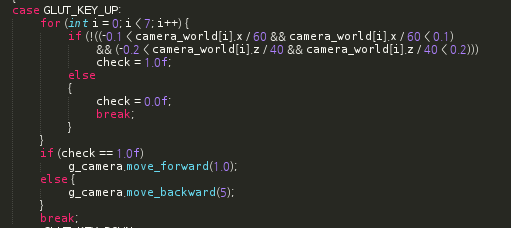 case GLUT_KEY_UP:
for (int i = 0; i < 7; i++) {
if (!((-0.1 < camera_world[i].x / 60 && camera_world[i].x / 60 < 0.1)
&& (-0.2 < camera_world[i].z / 40 && camera_world[i].z / 40 < 0.2)))
check = 1.0f;
else
{
check = 0.0f;
break;
}
}
if (check == 1.0f)
g_camera.move_forward(1.0);
else {
g_camera.move_backward(5);
}
break;